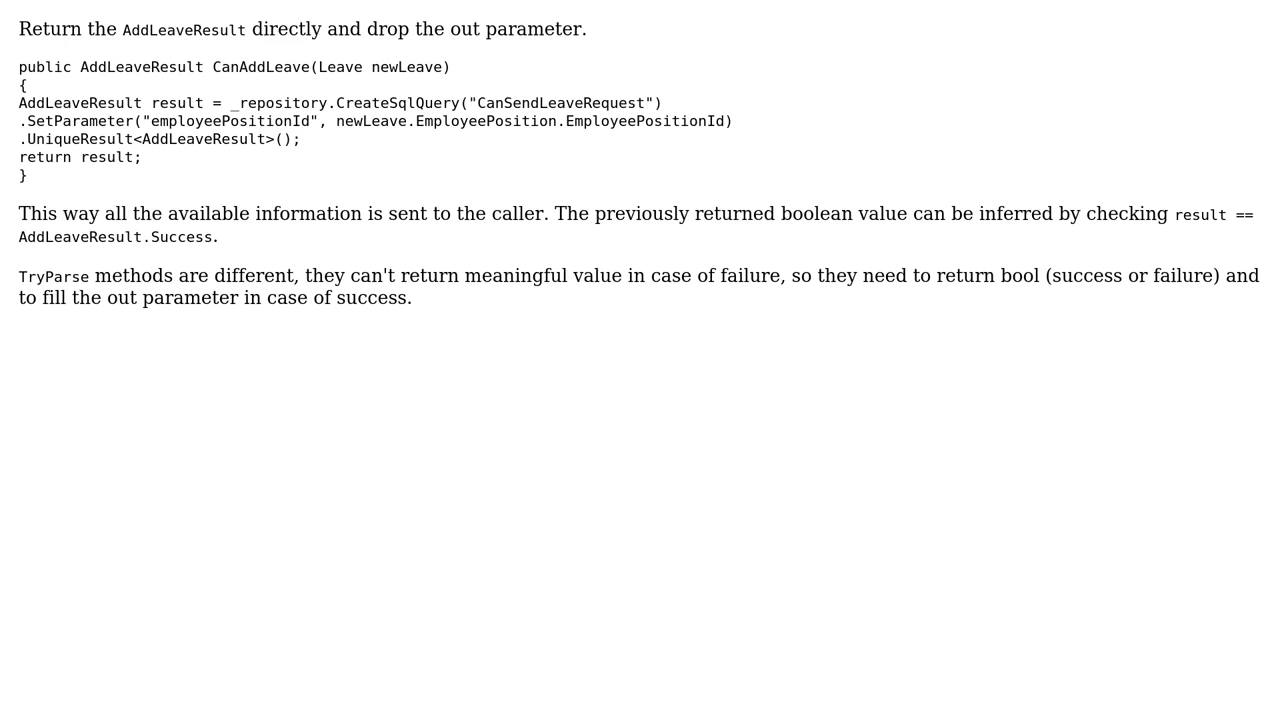 Return the AddLeaveResult directly and drop the out parameter.
public AddLeaveResult CanAddLeave(Leave newLeave)
{
AddLeaveResult result = _repository.CreateSqlQuery("CanSendLeaveRequest")
.SetParameter("employeePositionId", newLeave.EmployeePosition.EmployeePositionId)
.UniqueResult<AddLeaveResult>();
return result;
}
This way all the available information is sent to the caller. The previously returned boolean value can be inferred by checking result ==
AddLeaveResult.Success.
TryParse methods are different, they can't return meaningful value in case of failure, so they need to return bool (success or failure) and
to fill the out parameter in case of success.